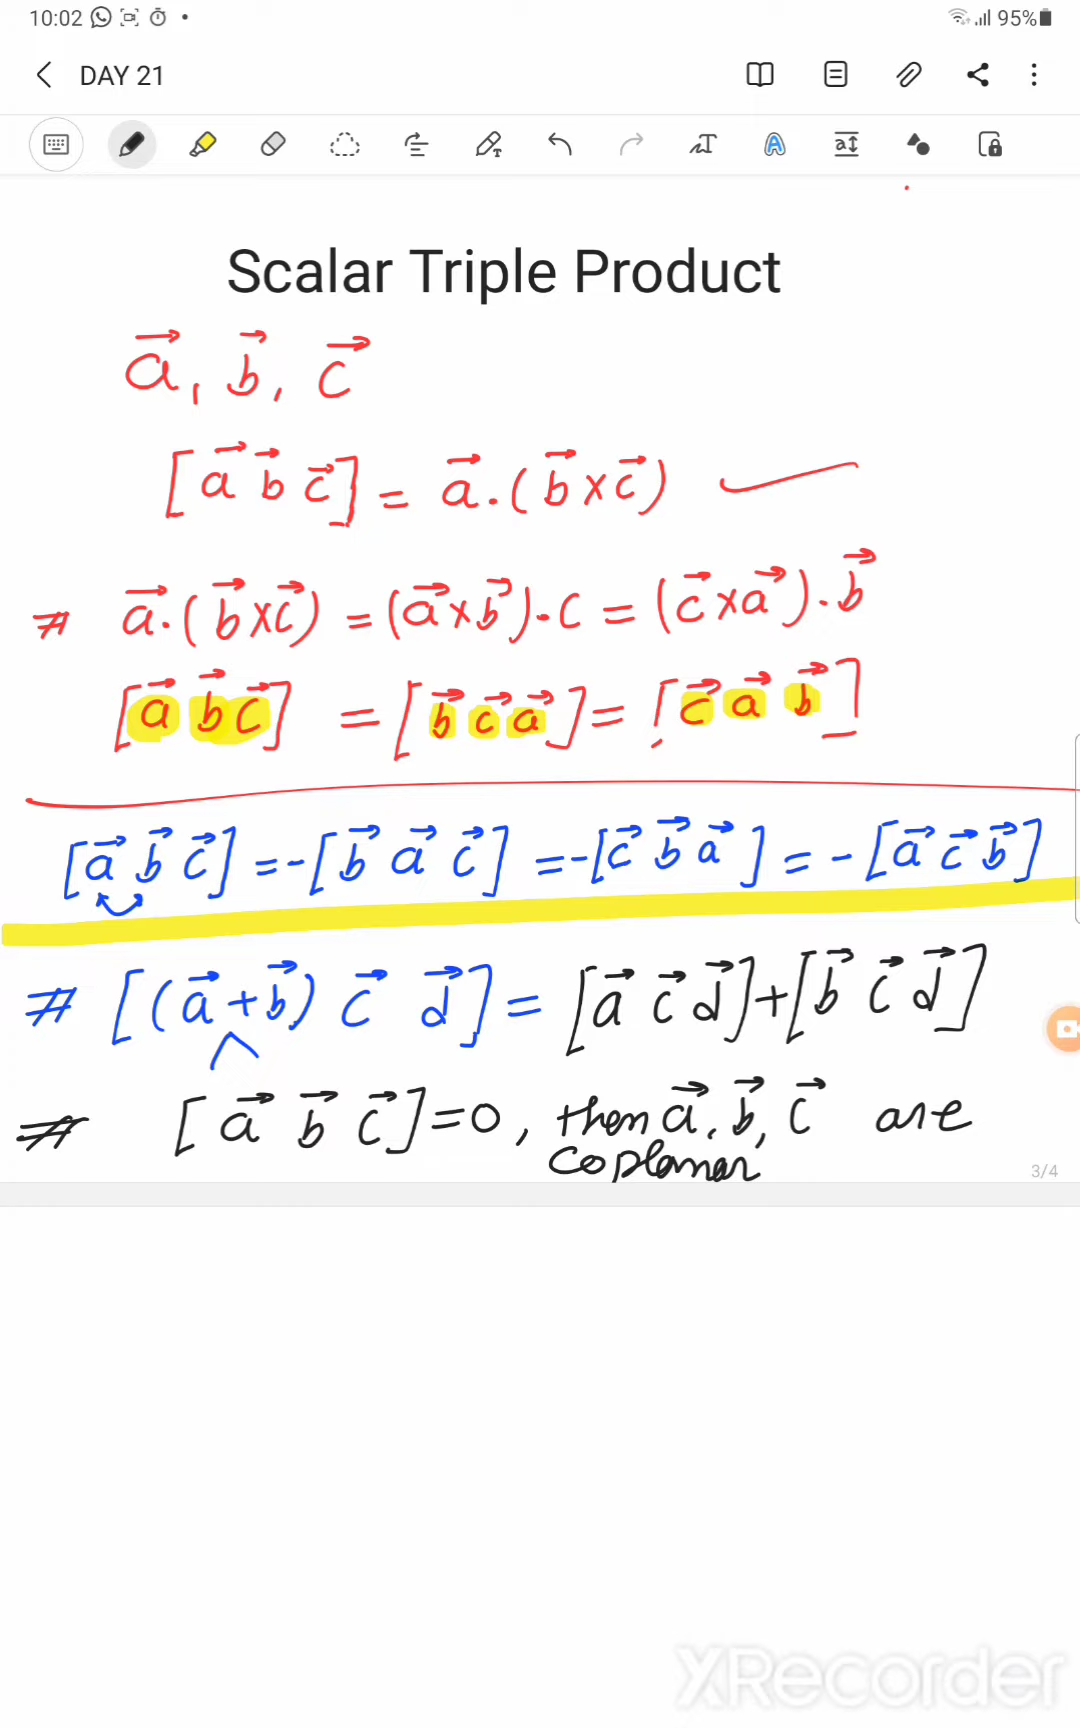 10:02 95%
DAY 21
Scalar Triple Product
a⃗, b⃗, c⃗
[a⃗ b⃗ c⃗] = a⃗.(b⃗×c⃗)
# a⃗.(b⃗×c⃗) = (a⃗×b⃗).c = (c⃗×a⃗).b⃗
[a⃗ b⃗ c⃗] = [b⃗ c⃗ a⃗] = [c⃗ a⃗ b⃗]
[a⃗ b⃗ c⃗] = -[b⃗ a⃗ c⃗] = -[c⃗ b⃗ a⃗] = -[a⃗ c⃗ b⃗]
# [(a⃗+b⃗) c⃗ d⃗] = [a⃗ c⃗ d⃗]+[b⃗ c⃗ d⃗]
# [a⃗ b⃗ c⃗]=0, then a⃗, b⃗, c⃗ are
coplanar
3/4
XRecorder